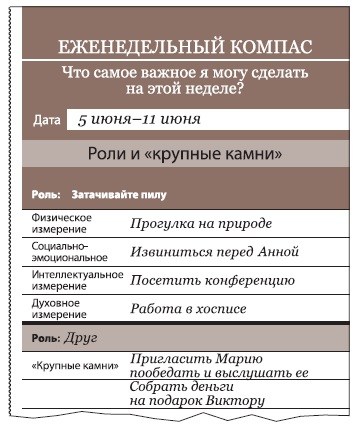 ЕЖЕНЕДЕЛЬНЫЙ КОМПАС
Что самое важное я могу сделать
на этой неделе?
Дата 5 июня–11 июня
Роли и «крупные камни»
Роль: Затачивайте пилу
Физическое
измерение
Прогулка на природе
Социально-
эмоциональное
Извиниться перед Анной
Интеллектуальное
измерение
Посетить конференцию
Духовное
измерение
Работа в хосписе
Роль: Друг
«Крупные камни»
Пригласить Марию
пообедать и выслушать ее
Собрать деньги
на подарок Виктору